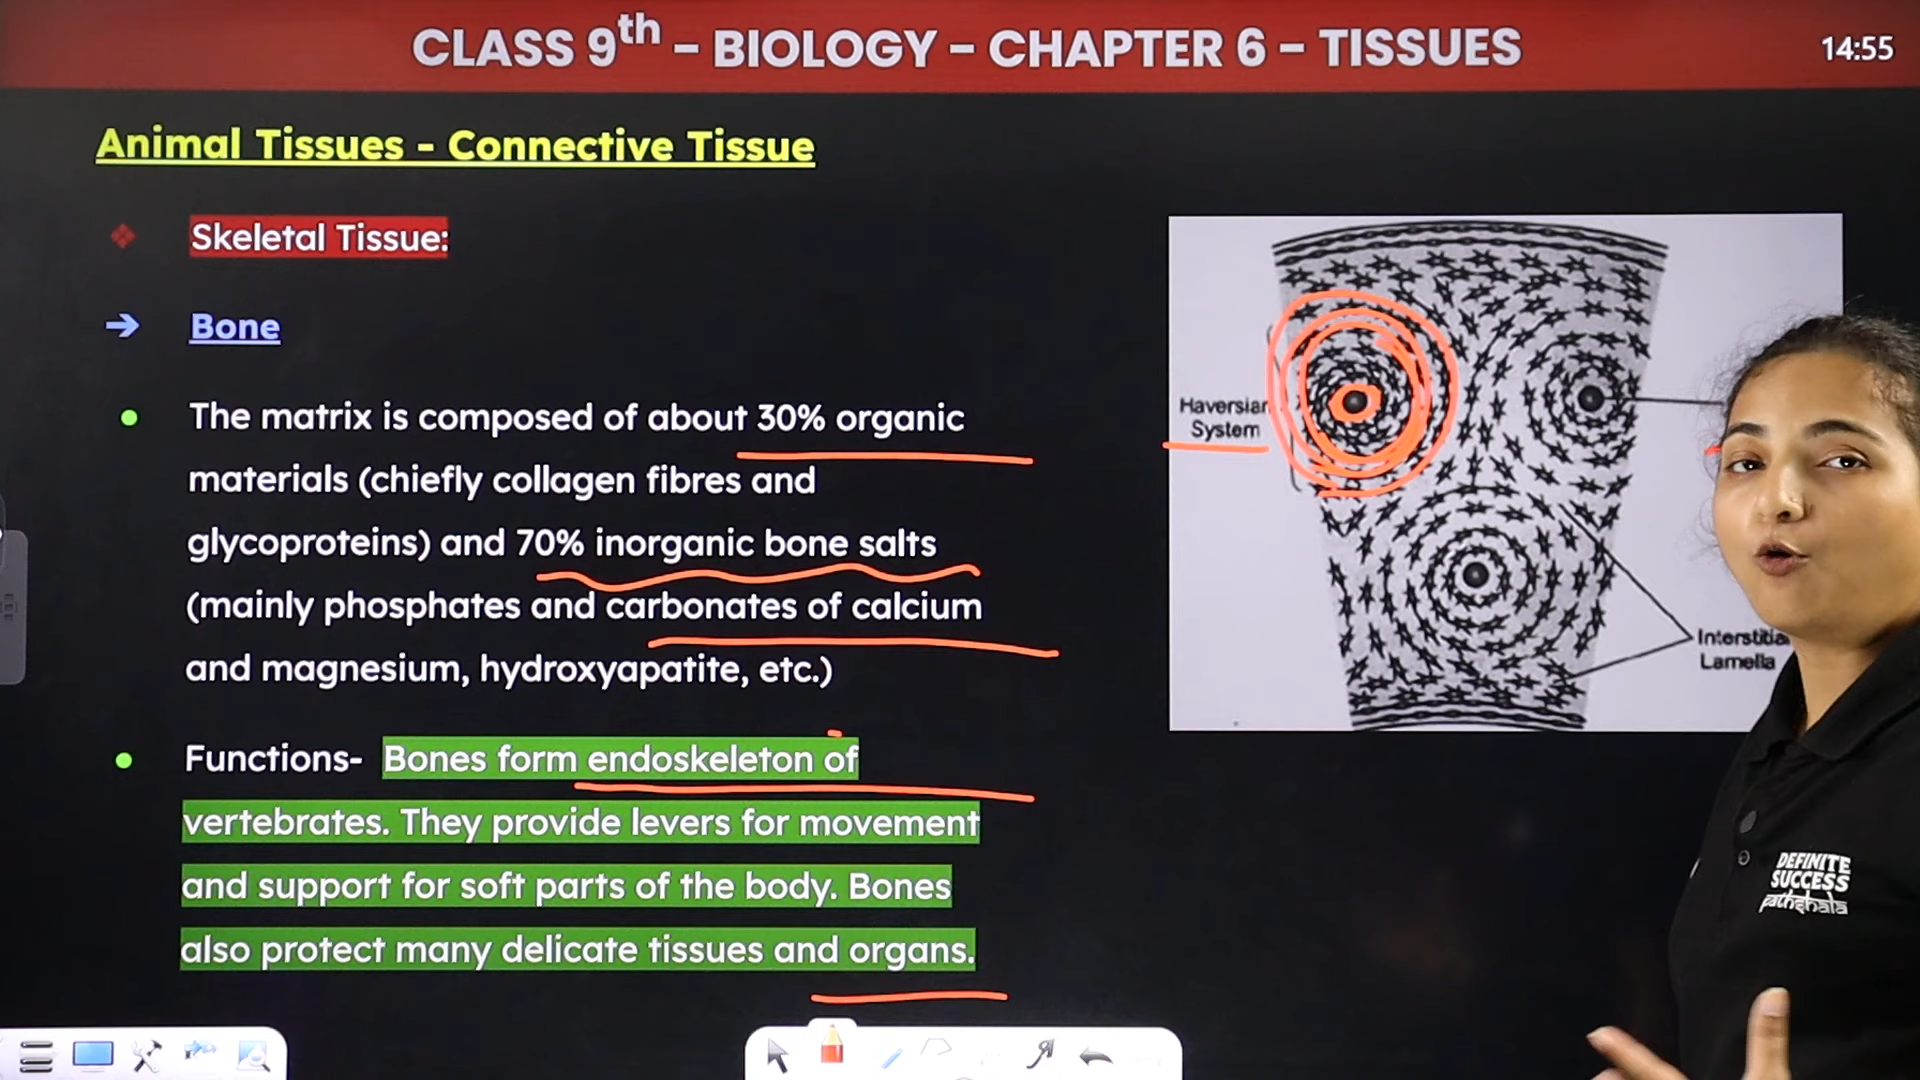 CLASS 9th - BIOLOGY - CHAPTER 6 - TISSUES
14:55
Animal Tissues - Connective Tissue
Skeletal Tissue:
Bone
The matrix is composed of about 30% organic
materials (chiefly collagen fibres and
glycoproteins) and 70% inorganic bone salts
(mainly phosphates and carbonates of calcium
and magnesium, hydroxyapatite, etc.)
Functions- Bones form endoskeleton of
vertebrates. They provide levers for movement
and support for soft parts of the body. Bones
also protect many delicate tissues and organs.
Haversian
System
Interstitia
Lamella
DEFINITE
SUCCESS
pathshala